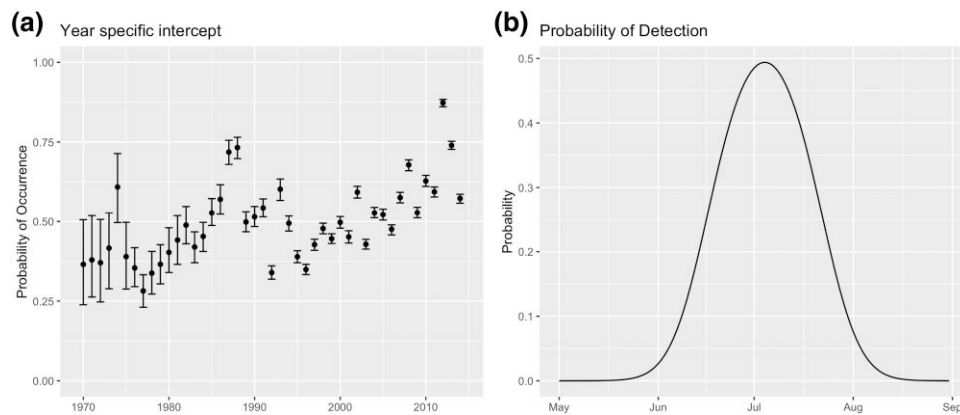 (a)
Year specific intercept
Probability of Occurrence
1.00
0.75
0.50
0.25
0.00
1970 1980 1990 2000 2010
(b)
Probability of Detection
Probability
0.5
0.4
0.3
0.2
0.1
0.0
May Jun Jul Aug Sep